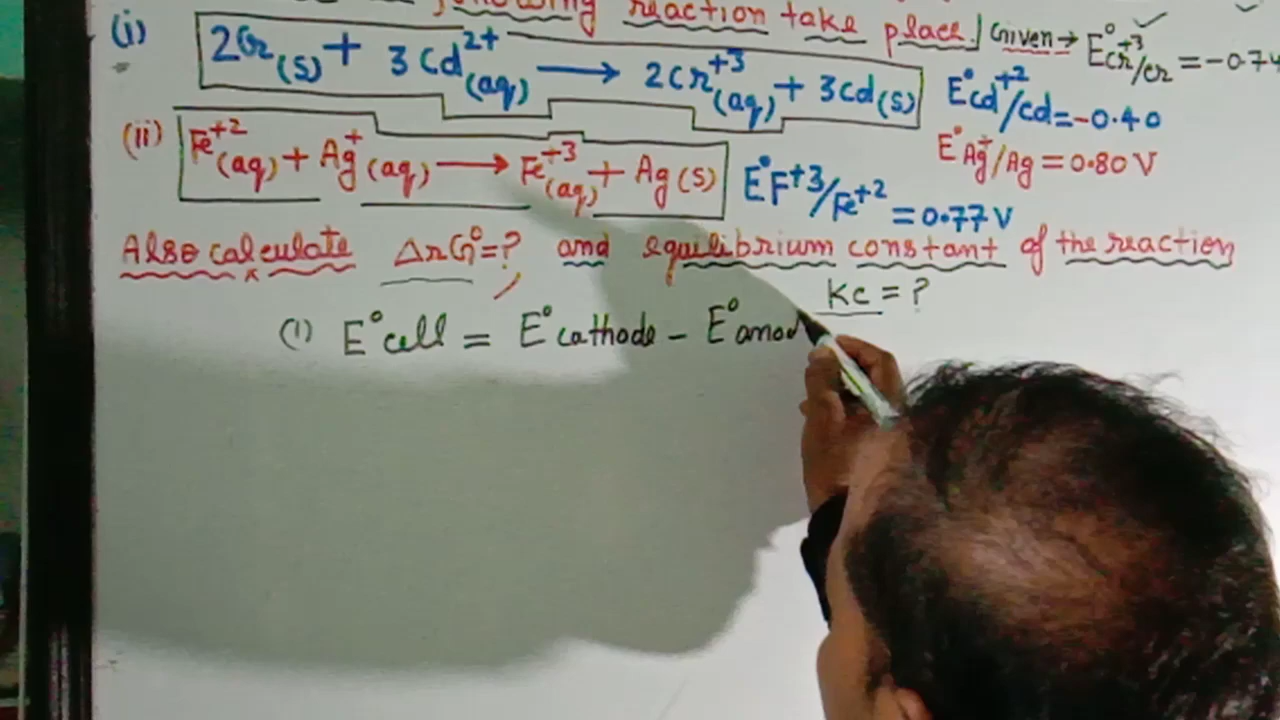 following reaction take place Given → E°Cr+3/Cr = -0.74
(i) 2Cr(s) + 3Cd2+(aq) → 2Cr+3(aq) + 3Cd(s) E°Cd+2/Cd = -0.40
E°Ag+/Ag = 0.80 V
(ii) Fe+2(aq) + Ag+(aq) → Fe+3(aq) + Ag(s) E°F+3/Fe+2 = 0.77 V
Also calculate ΔrG° = ? and equilibrium constant of the reaction
Kc = ?
(1) E°cell = E°cathode - E°anod